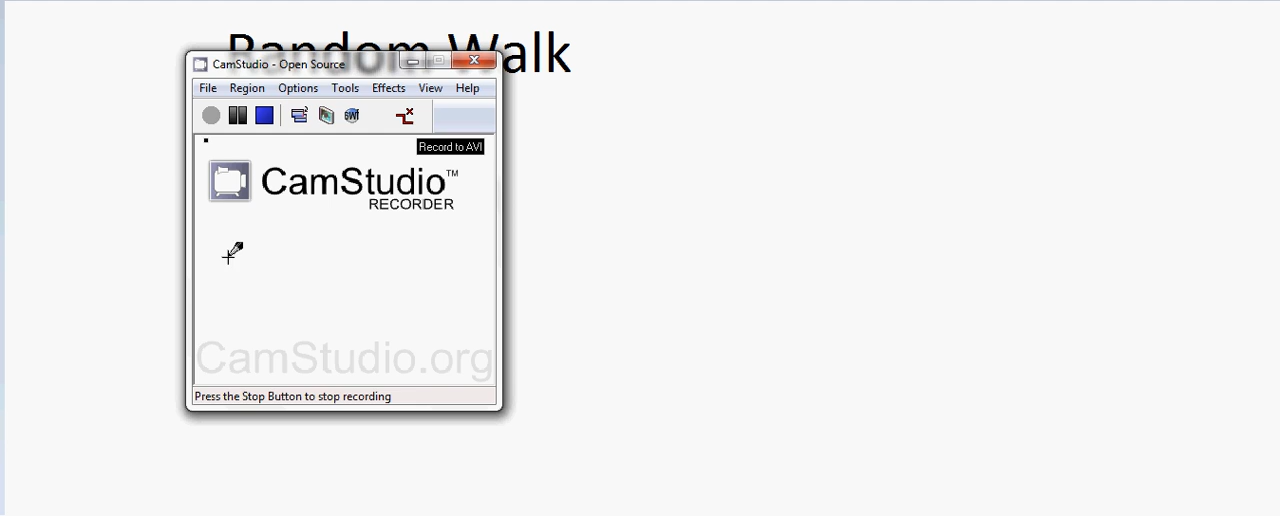 Random Walk
CamStudio - Open Source
File Region Options Tools Effects View Help
SWf
Record to AVI
CamStudio™
RECORDER
CamStudio.org
Press the Stop Button to stop recording